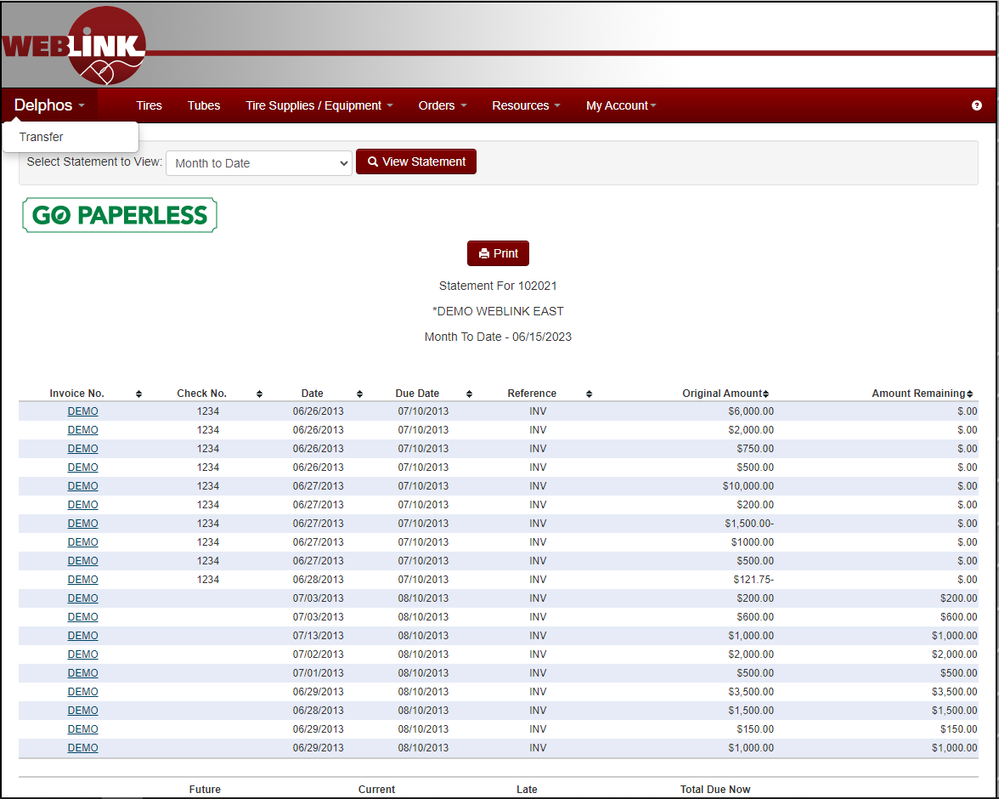 WEBLINK
Delphos Tires Tubes Tire Supplies / Equipment Orders Resources My Account ?
Transfer
Select Statement to View: Month to Date View Statement
GO PAPERLESS
Print
Statement For 102021
*DEMO WEBLINK EAST
Month To Date - 06/15/2023
Invoice No. Check No. Date Due Date Reference Original Amount Amount Remaining
DEMO 1234 06/26/2013 07/10/2013 INV $6,000.00 $.00
DEMO 1234 06/26/2013 07/10/2013 INV $2,000.00 $.00
DEMO 1234 06/26/2013 07/10/2013 INV $750.00 $.00
DEMO 1234 06/26/2013 07/10/2013 INV $500.00 $.00
DEMO 1234 06/27/2013 07/10/2013 INV $10,000.00 $.00
DEMO 1234 06/27/2013 07/10/2013 INV $200.00 $.00
DEMO 1234 06/27/2013 07/10/2013 INV $1,500.00- $.00
DEMO 1234 06/27/2013 07/10/2013 INV $1000.00 $.00
DEMO 1234 06/27/2013 07/10/2013 INV $500.00 $.00
DEMO 1234 06/28/2013 07/10/2013 INV $121.75- $.00
DEMO 07/03/2013 08/10/2013 INV $200.00 $200.00
DEMO 07/03/2013 08/10/2013 INV $600.00 $600.00
DEMO 07/13/2013 08/10/2013 INV $1,000.00 $1,000.00
DEMO 07/02/2013 08/10/2013 INV $2,000.00 $2,000.00
DEMO 07/01/2013 08/10/2013 INV $500.00 $500.00
DEMO 06/29/2013 08/10/2013 INV $3,500.00 $3,500.00
DEMO 06/28/2013 08/10/2013 INV $1,500.00 $1,500.00
DEMO 06/29/2013 08/10/2013 INV $150.00 $150.00
DEMO 06/29/2013 08/10/2013 INV $1,000.00 $1,000.00
Future Current Late Total Due Now